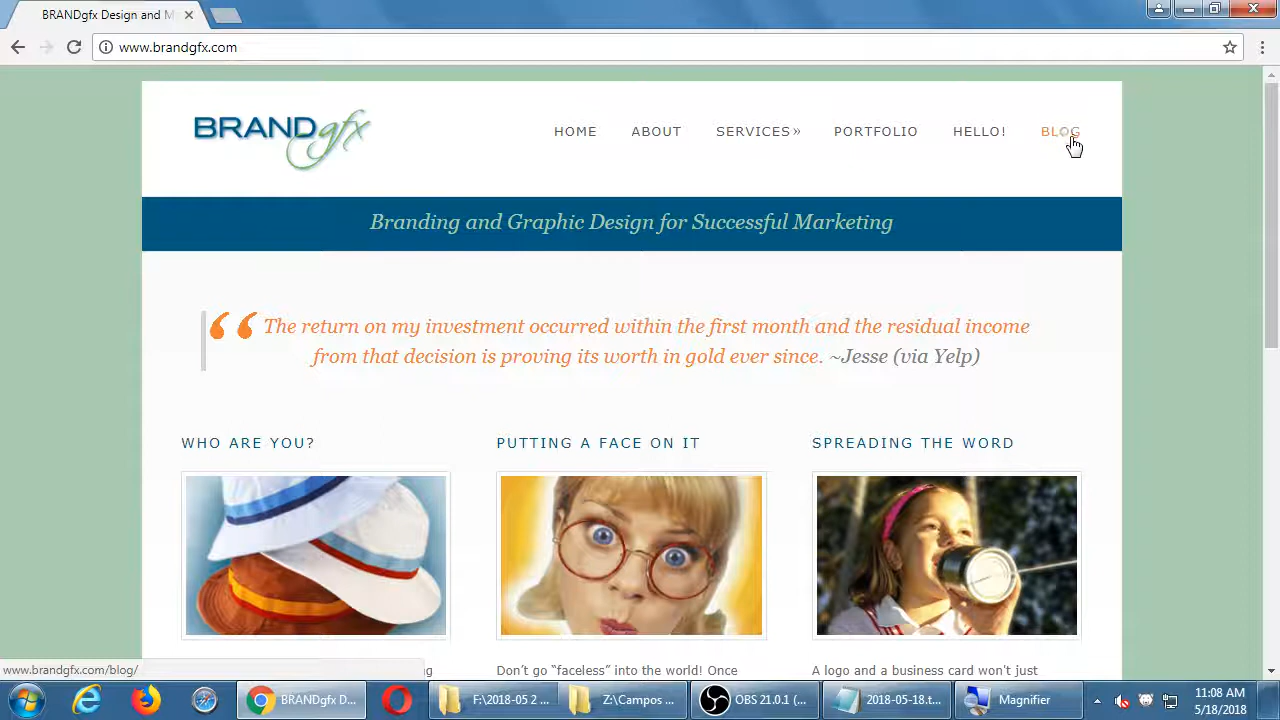 BRANDgfx Design and M
www.brandgfx.com
BRANDgfx
HOME ABOUT SERVICES» PORTFOLIO HELLO! BLOG
Branding and Graphic Design for Successful Marketing
“ The return on my investment occurred within the first month and the residual income
from that decision is proving its worth in gold ever since. ~Jesse (via Yelp)
WHO ARE YOU? PUTTING A FACE ON IT SPREADING THE WORD
Don't go “faceless” into the world! Once A logo and a business card won't just
www.brandgfx.com/blog/
BRANDgfx D... F:\2018-05 2 ... Z:\Campos ... OBS 21.0.1 (... 2018-05-18.t... Magnifier
11:08 AM
5/18/2018